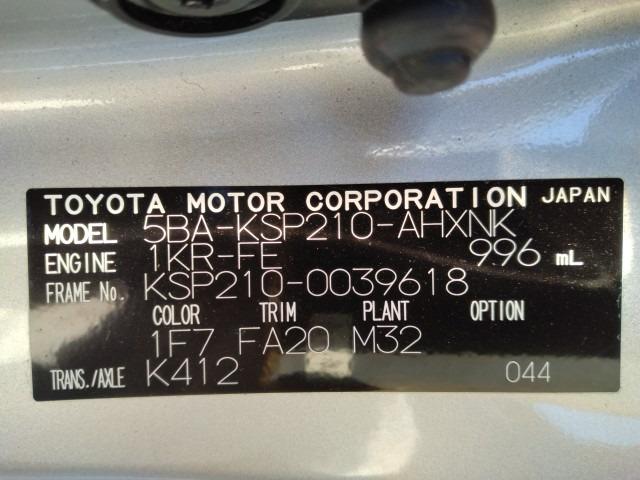 TOYOTA MOTOR CORPORATION JAPAN
MODEL 5BA-KSP210-AHXNK
ENGINE 1KR-FE 996 mL
FRAME No. KSP210-0039618
COLOR TRIM PLANT OPTION
1F7 FA20 M32
TRANS./AXLE K412 044